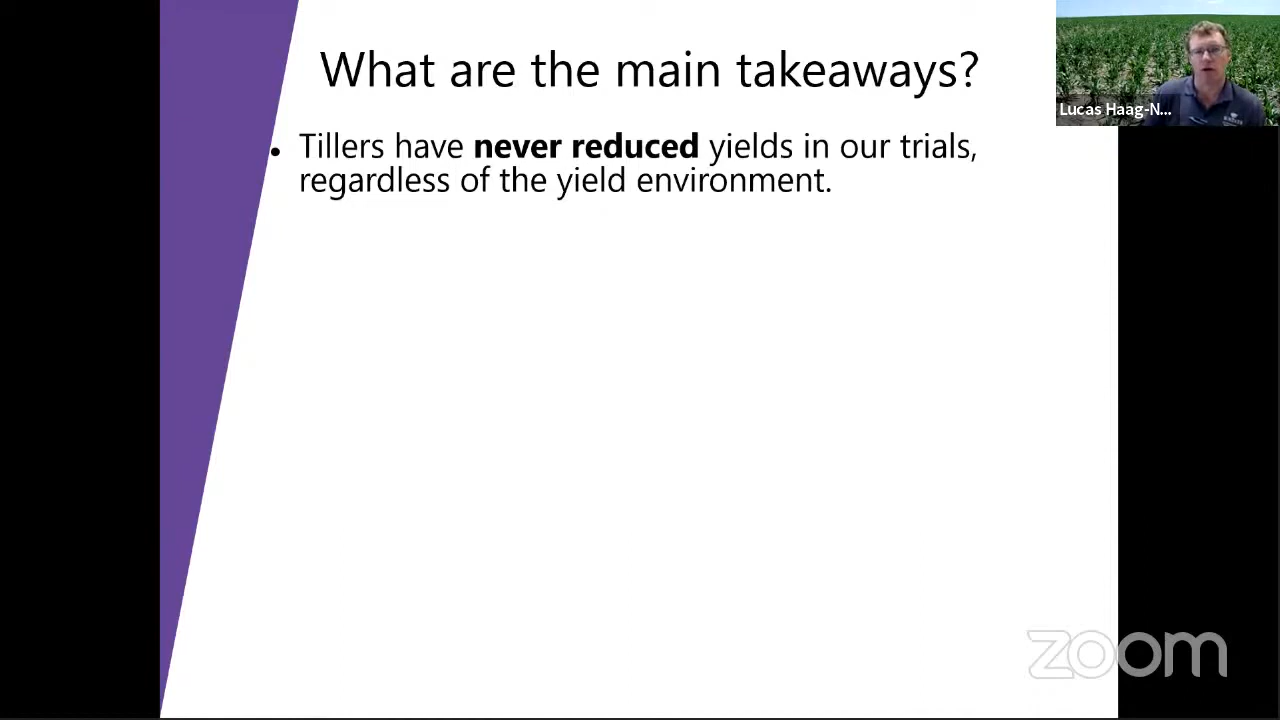 What are the main takeaways?
• Tillers have never reduced yields in our trials,
regardless of the yield environment.
Lucas Haag-N...
zoom